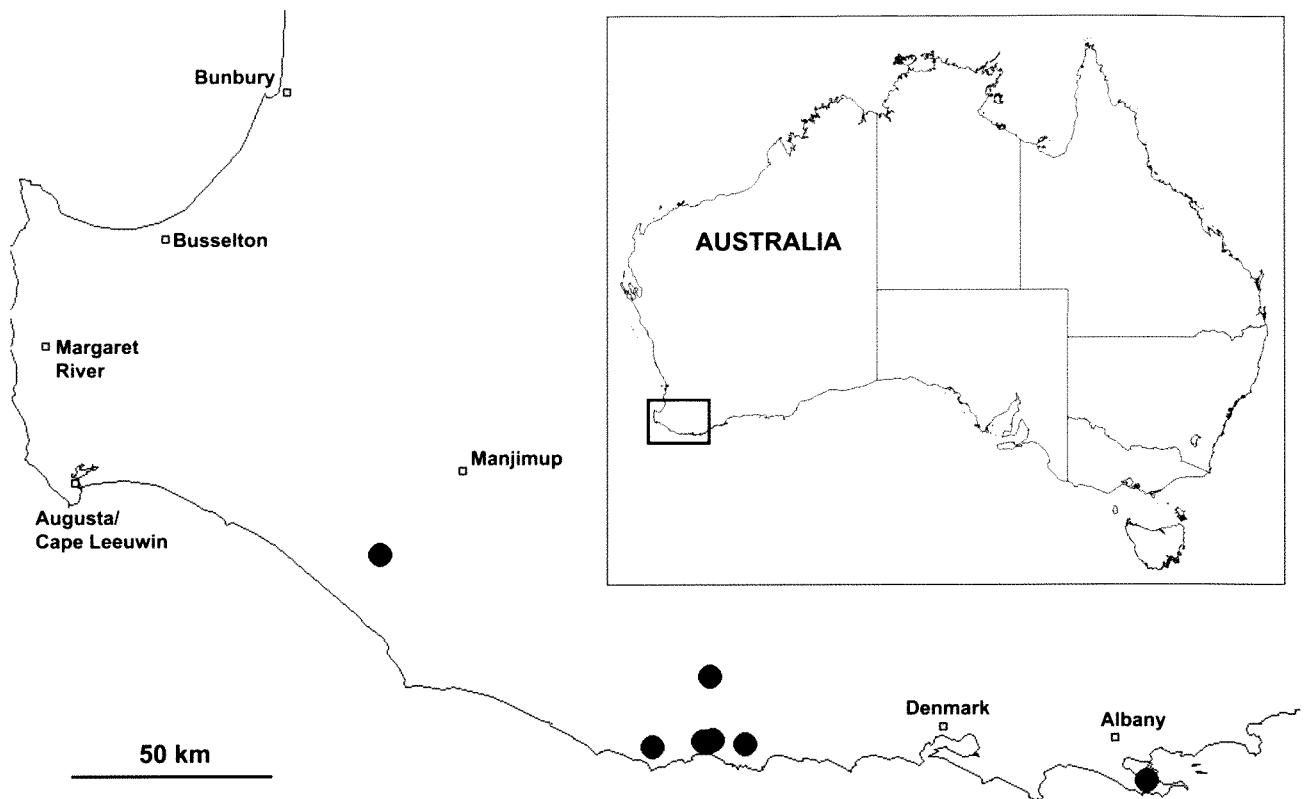 Bunbury
AUSTRALIA
Busselton
Margaret
River
Manjimup
Augusta/
Cape Leeuwin
Denmark
Albany
50 km